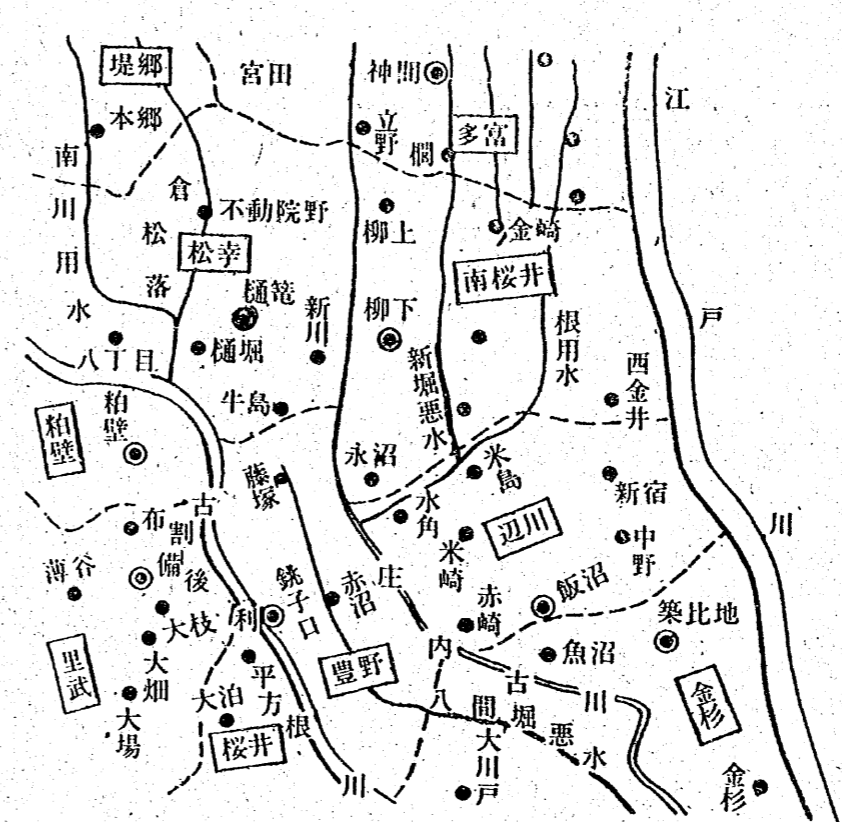 堤郷
宮田
神間
江戸川
本郷
立野
多富
南川用水
倉松落
不動院野
柳上
金崎
松幸
南桜井
樋篭
新川
柳下
根用水
八丁目
樋堀
新堀悪水
西金井
粕壁
粕壁
牛島
永沼
米島
藤塚
水角
新宿
古利根川
布
割
備後
辺川
中野
薄谷
米崎
庄内古川
飯沼
銚子口
赤沼
赤崎
築比地
大枝
大畑
魚沼
里武
豊野
平方
大泊
大場
八間堀悪水
金杉
桜井
大川戸
金杉